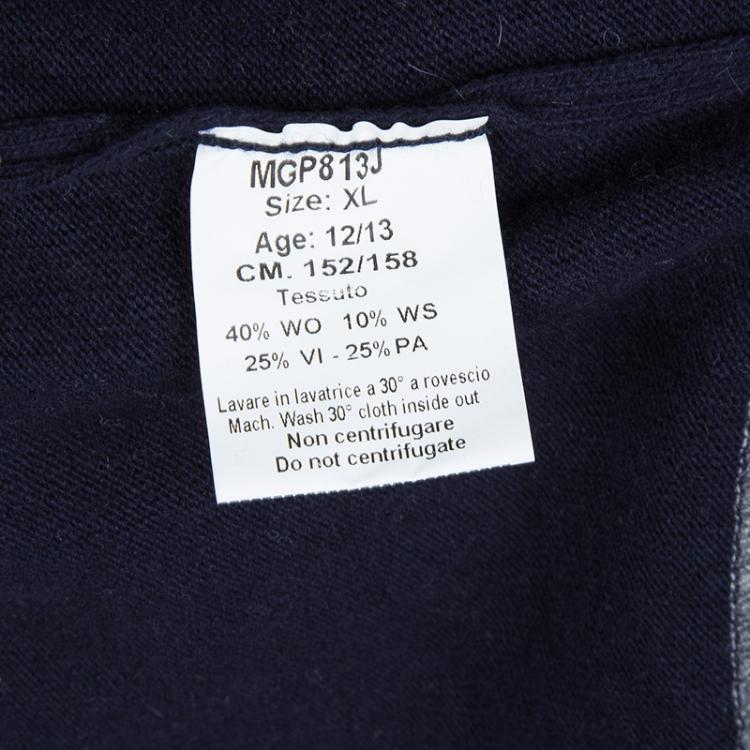 MGP813J
Size: XL
Age: 12/13
CM. 152/158
Tessuto
40% WO 10% WS
25% VI - 25% PA
Lavare in lavatrice a 30° a rovescio
Mach. Wash 30° cloth inside out
Non centrifugare
Do not centrifugate